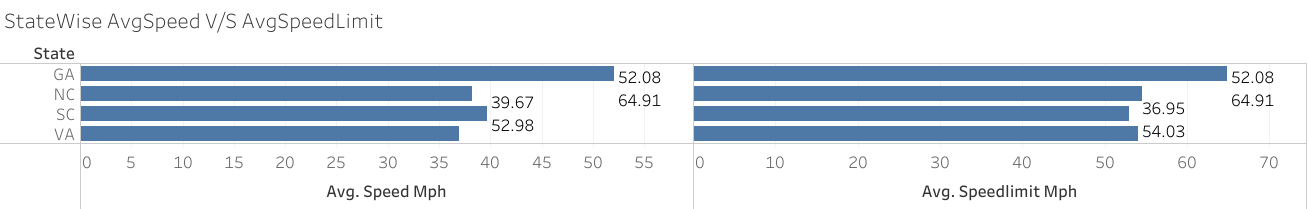 StateWise AvgSpeed V/S AvgSpeedLimit
State
GA
NC
SC
VA
52.08
64.91
39.67
52.98
52.08
64.91
36.95
54.03
0 5 10 15 20 25 30 35 40 45 50 55
0 10 20 30 40 50 60 70
Avg. Speed Mph
Avg. Speedlimit Mph